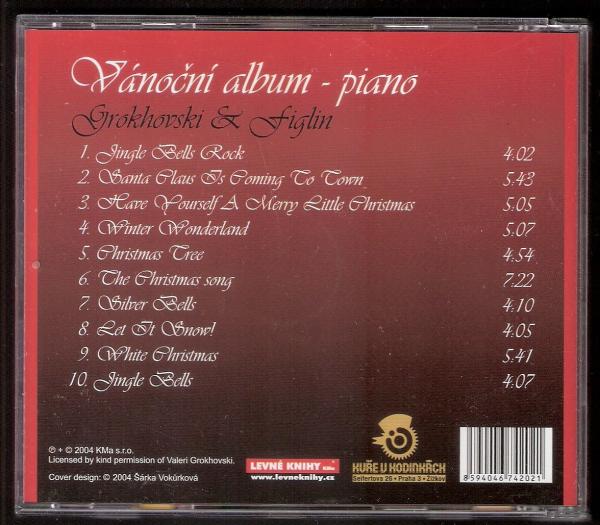 Vánoční album - piano
Grokhovski & Figlin
1. Jingle Bells Rock 4:02
2. Santa Claus Is Coming To Town 5:43
3. Have Yourself A Merry Little Christmas 5:05
4. Winter Wonderland 5:07
5. Christmas Tree 4:54
6. The Christmas song 7:22
7. Silver Bells 4:10
8. Let It Snow! 4:05
9. White Christmas 5:41
10. Jingle Bells 4:07
℗ + © 2004 KMa s.r.o.
Licensed by kind permission of Valeri Grokhovski.
Cover design: © 2004 Šárka Vokůrková
LEVNÉ KNIHY KMa
www.levneknihy.cz
KUŘE V HODINKÁCH
Seifertova 26 • Praha 3 • Žižkov
8594046742021